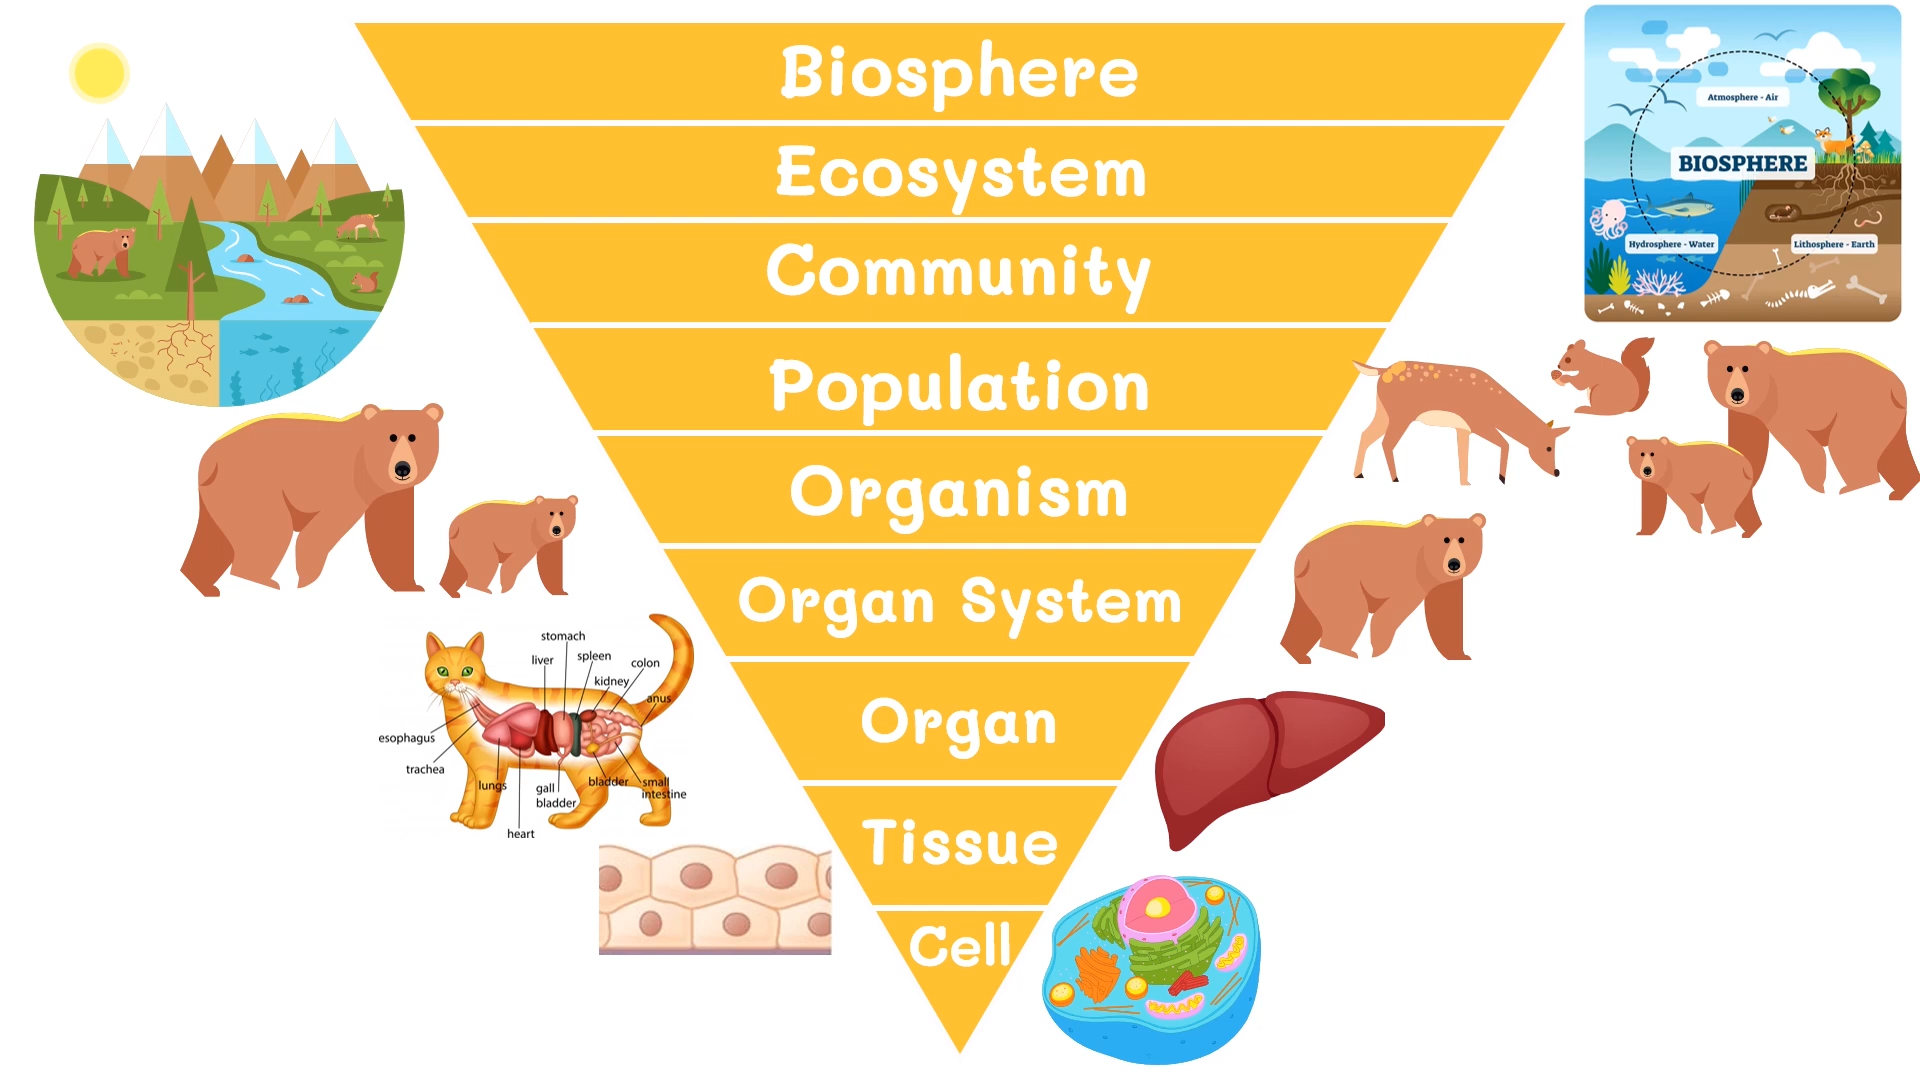 Biosphere
Ecosystem
Community
Population
Organism
Organ System
Organ
Tissue
Cell
Atmosphere - Air
BIOSPHERE
Hydrosphere - Water
Lithosphere - Earth
stomach
liver
spleen
colon
kidney
anus
esophagus
trachea
lungs
gall
bladder
bladder
small
intestine
heart